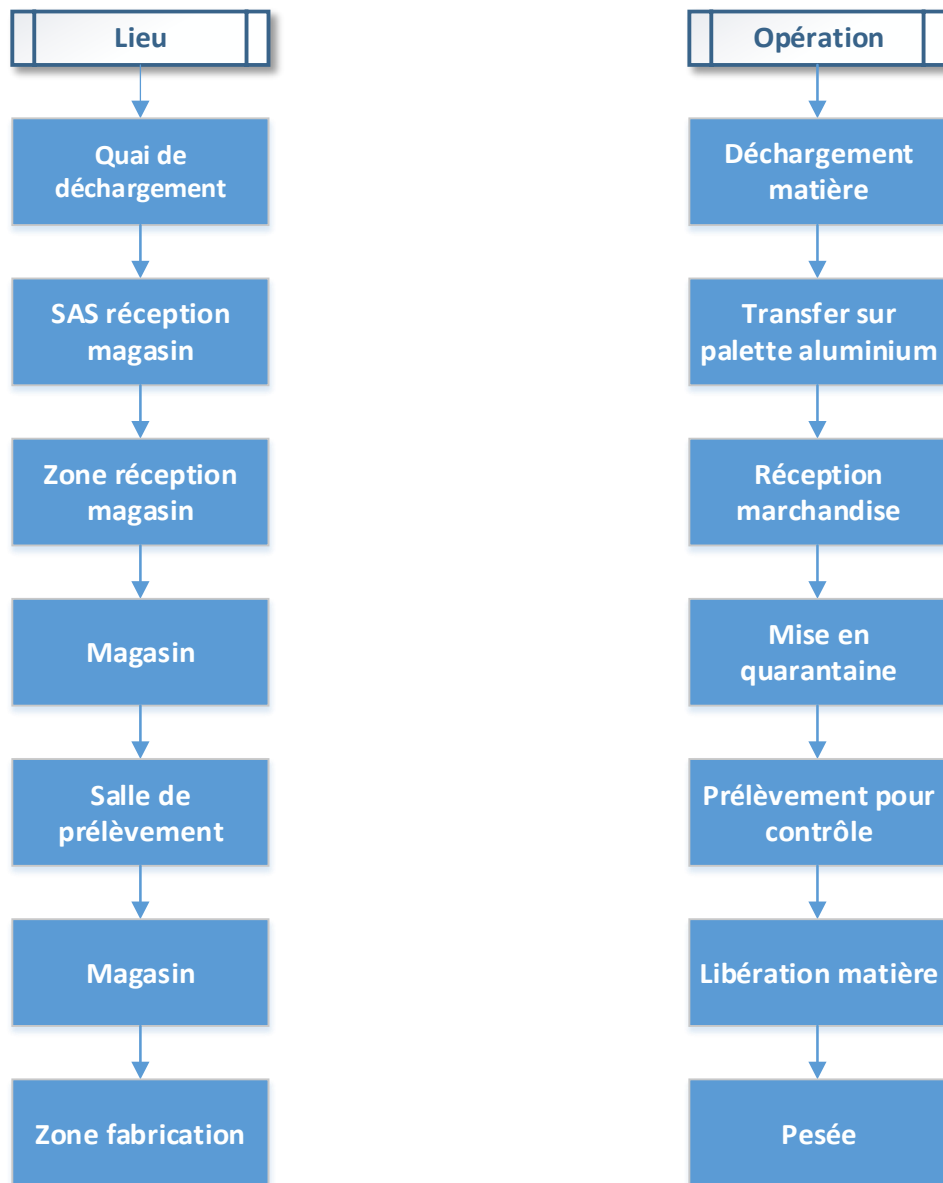 Lieu
Quai de
déchargement
SAS réception
magasin
Zone réception
magasin
Magasin
Salle de
prélèvement
Magasin
Zone fabrication
Opération
Déchargement
matière
Transfer sur
palette aluminium
Réception
marchandise
Mise en
quarantaine
Prélèvement pour
contrôle
Libération matière
Pesée